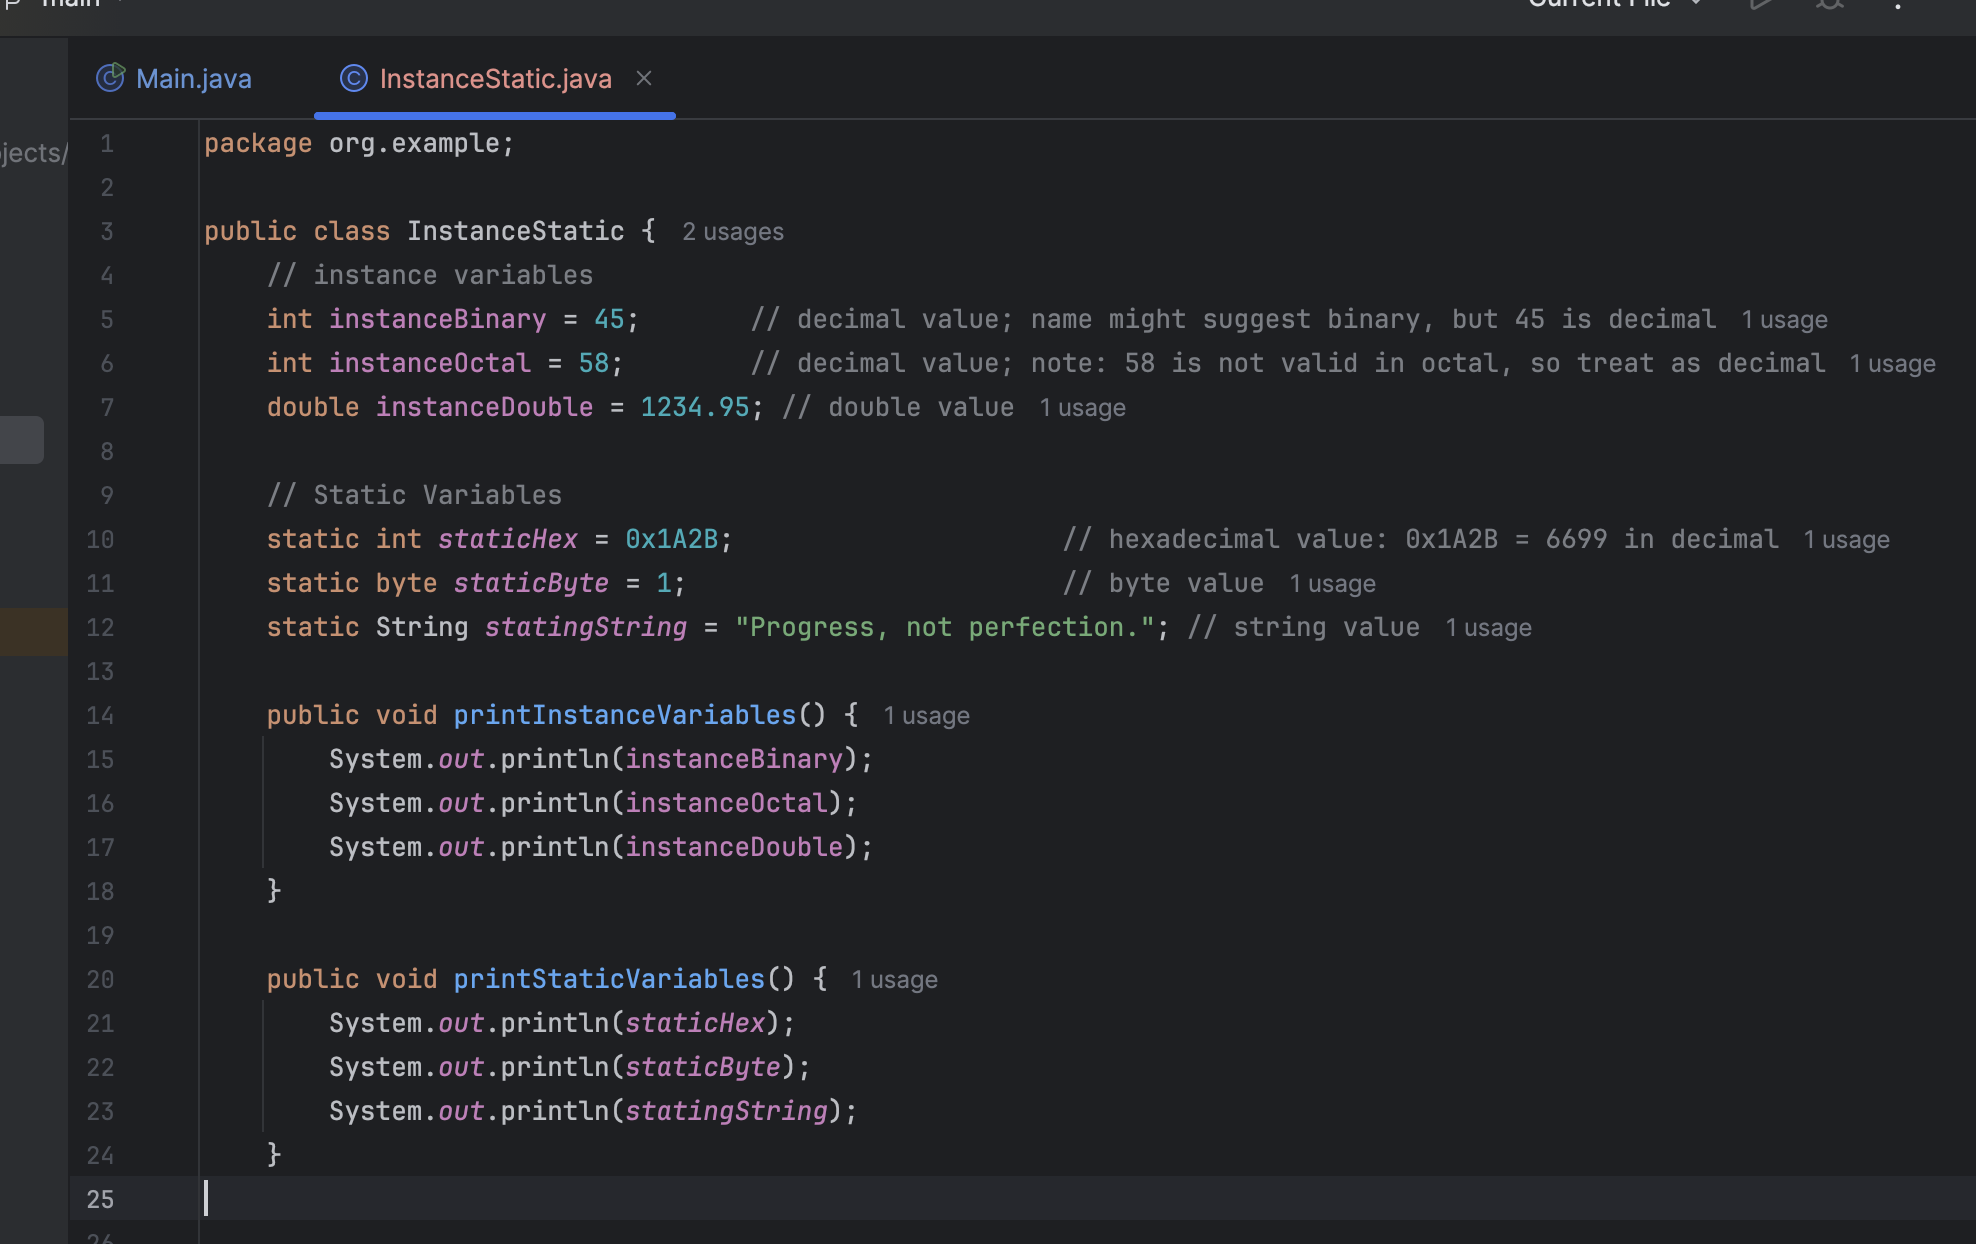 main
Current File
Main.java
InstanceStatic.java
jects/
1 package org.example;
2
3 public class InstanceStatic { 2 usages
4 // instance variables
5 int instanceBinary = 45; // decimal value; name might suggest binary, but 45 is decimal 1 usage
6 int instanceOctal = 58; // decimal value; note: 58 is not valid in octal, so treat as decimal 1 usage
7 double instanceDouble = 1234.95; // double value 1 usage
8
9 // Static Variables
10 static int staticHex = 0x1A2B; // hexadecimal value: 0x1A2B = 6699 in decimal 1 usage
11 static byte staticByte = 1; // byte value 1 usage
12 static String statingString = "Progress, not perfection."; // string value 1 usage
13
14 public void printInstanceVariables() { 1 usage
15 System.out.println(instanceBinary);
16 System.out.println(instanceOctal);
17 System.out.println(instanceDouble);
18 }
19
20 public void printStaticVariables() { 1 usage
21 System.out.println(staticHex);
22 System.out.println(staticByte);
23 System.out.println(statingString);
24 }
25
26